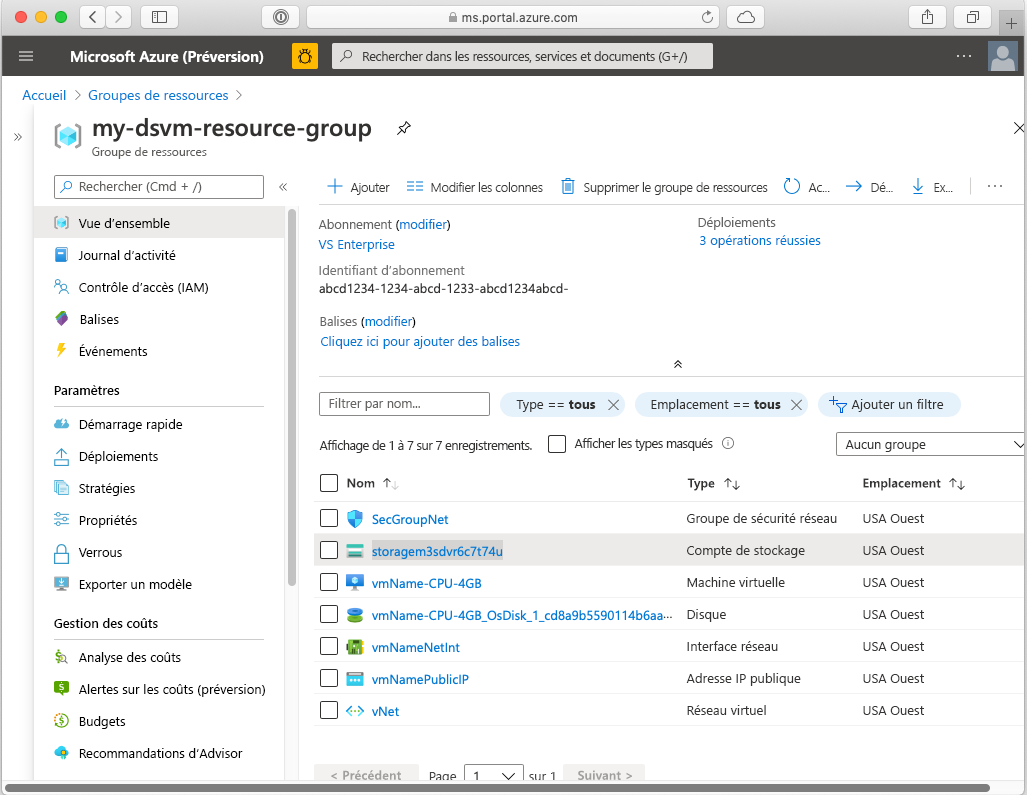 ms.portal.azure.com
Microsoft Azure (Préversion)
Rechercher dans les ressources, services et documents (G+/)
Accueil > Groupes de ressources >
my-dsvm-resource-group
Groupe de ressources
Rechercher (Cmd + /)
Ajouter
Modifier les colonnes
Supprimer le groupe de ressources
Ac...
Dé...
Ex...
Vue d'ensemble
Journal d'activité
Contrôle d'accès (IAM)
Balises
Événements
Paramètres
Démarrage rapide
Déploiements
Stratégies
Propriétés
Verrous
Exporter un modèle
Gestion des coûts
Analyse des coûts
Alertes sur les coûts (préversion)
Budgets
Recommandations d'Advisor
Abonnement (modifier)
VS Enterprise
Identifiant d'abonnement
abcd1234-1234-abcd-1233-abcd1234abcd-
Balises (modifier)
Cliquez ici pour ajouter des balises
Déploiements
3 opérations réussies
Filtrer par nom...
Type == tous
Emplacement == tous
Ajouter un filtre
Affichage de 1 à 7 sur 7 enregistrements.
Afficher les types masqués
Aucun groupe
Nom Type Emplacement
SecGroupNet Groupe de sécurité réseau USA Ouest
storagem3sdvr6c7t74u Compte de stockage USA Ouest
vmName-CPU-4GB Machine virtuelle USA Ouest
vmName-CPU-4GB_OsDisk_1_cd8a9b5590114b6aa... Disque USA Ouest
vmNameNetInt Interface réseau USA Ouest
vmNamePublicIP Adresse IP publique USA Ouest
vNet Réseau virtuel USA Ouest
< Précédent Page 1 sur 1 Suivant >